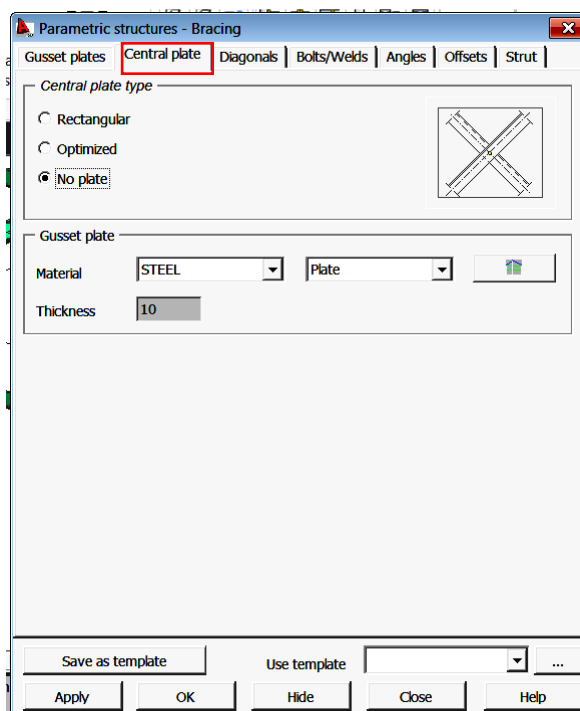 Parametric structures - Bracing
Gusset plates Central plate Diagonals Bolts/Welds Angles Offsets Strut
Central plate type
Rectangular
Optimized
No plate
Gusset plate
Material STEEL Plate
Thickness 10
Save as template Use template ...
Apply OK Hide Close Help